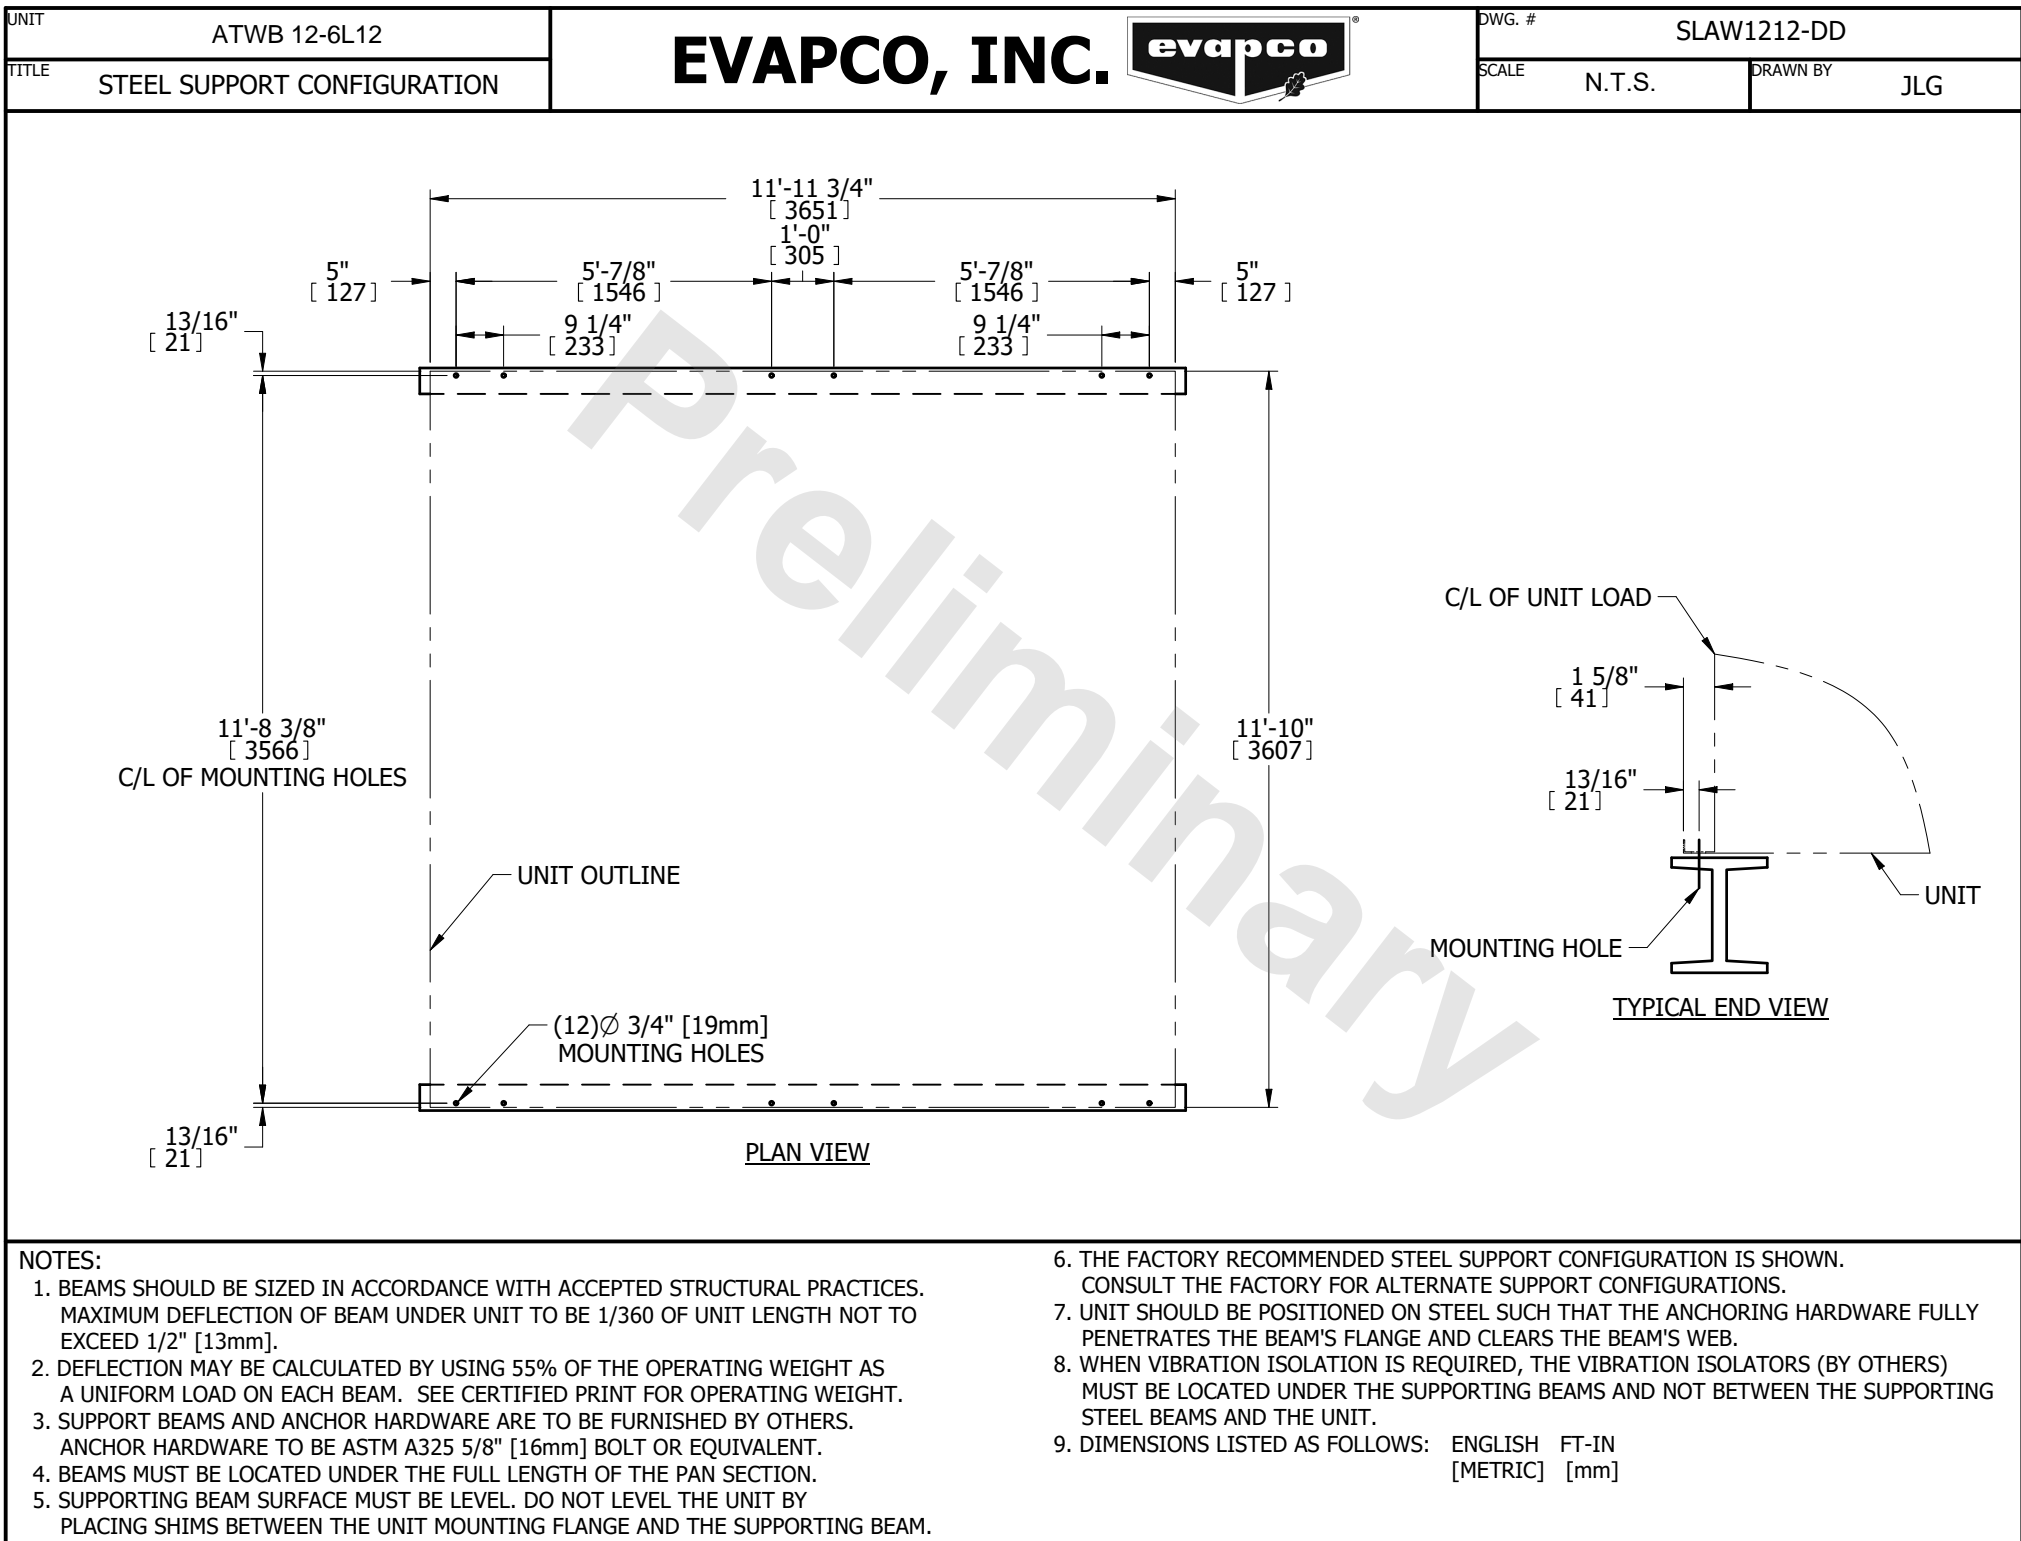 UNIT
ATWB 12-6L12
TITLE
STEEL SUPPORT CONFIGURATION
EVAPCO, INC.
evapco®
DWG. #
SLAW1212-DD
SCALE
N.T.S.
DRAWN BY
JLG
11'-11 3/4"
[ 3651]
1'-0"
[ 305 ]
5"
[ 127]
5'-7/8"
[ 1546 ]
5'-7/8"
[ 1546 ]
5"
[ 127 ]
13/16"
[ 21]
9 1/4"
[ 233]
9 1/4"
[ 233 ]
Preliminary
11'-8 3/8"
[ 3566]
C/L OF MOUNTING HOLES
11'-10"
[ 3607]
UNIT OUTLINE
(12)∅ 3/4" [19mm]
MOUNTING HOLES
13/16"
[ 21]
PLAN VIEW
C/L OF UNIT LOAD
1 5/8"
[ 41]
13/16"
[ 21]
UNIT
MOUNTING HOLE
TYPICAL END VIEW
NOTES:
1. BEAMS SHOULD BE SIZED IN ACCORDANCE WITH ACCEPTED STRUCTURAL PRACTICES.
MAXIMUM DEFLECTION OF BEAM UNDER UNIT TO BE 1/360 OF UNIT LENGTH NOT TO
EXCEED 1/2" [13mm].
2. DEFLECTION MAY BE CALCULATED BY USING 55% OF THE OPERATING WEIGHT AS
A UNIFORM LOAD ON EACH BEAM. SEE CERTIFIED PRINT FOR OPERATING WEIGHT.
3. SUPPORT BEAMS AND ANCHOR HARDWARE ARE TO BE FURNISHED BY OTHERS.
ANCHOR HARDWARE TO BE ASTM A325 5/8" [16mm] BOLT OR EQUIVALENT.
4. BEAMS MUST BE LOCATED UNDER THE FULL LENGTH OF THE PAN SECTION.
5. SUPPORTING BEAM SURFACE MUST BE LEVEL. DO NOT LEVEL THE UNIT BY
PLACING SHIMS BETWEEN THE UNIT MOUNTING FLANGE AND THE SUPPORTING BEAM.
6. THE FACTORY RECOMMENDED STEEL SUPPORT CONFIGURATION IS SHOWN.
CONSULT THE FACTORY FOR ALTERNATE SUPPORT CONFIGURATIONS.
7. UNIT SHOULD BE POSITIONED ON STEEL SUCH THAT THE ANCHORING HARDWARE FULLY
PENETRATES THE BEAM'S FLANGE AND CLEARS THE BEAM'S WEB.
8. WHEN VIBRATION ISOLATION IS REQUIRED, THE VIBRATION ISOLATORS (BY OTHERS)
MUST BE LOCATED UNDER THE SUPPORTING BEAMS AND NOT BETWEEN THE SUPPORTING
STEEL BEAMS AND THE UNIT.
9. DIMENSIONS LISTED AS FOLLOWS: ENGLISH FT-IN
[METRIC] [mm]